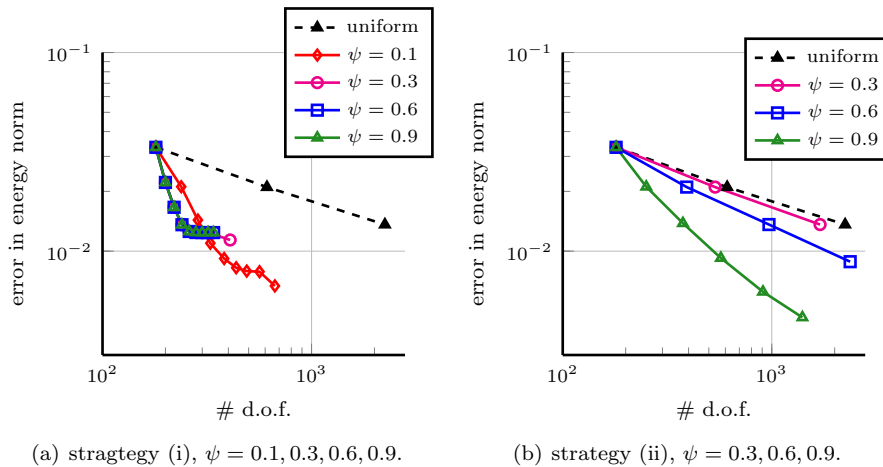 uniform
ψ = 0.1
ψ = 0.3
ψ = 0.6
ψ = 0.9
10^−1
10^−2
10^2
10^3
error in energy norm
# d.o.f.
(a) stragtegy (i), ψ = 0.1, 0.3, 0.6, 0.9.
uniform
ψ = 0.3
ψ = 0.6
ψ = 0.9
10^−1
10^−2
10^2
10^3
error in energy norm
# d.o.f.
(b) strategy (ii), ψ = 0.3, 0.6, 0.9.